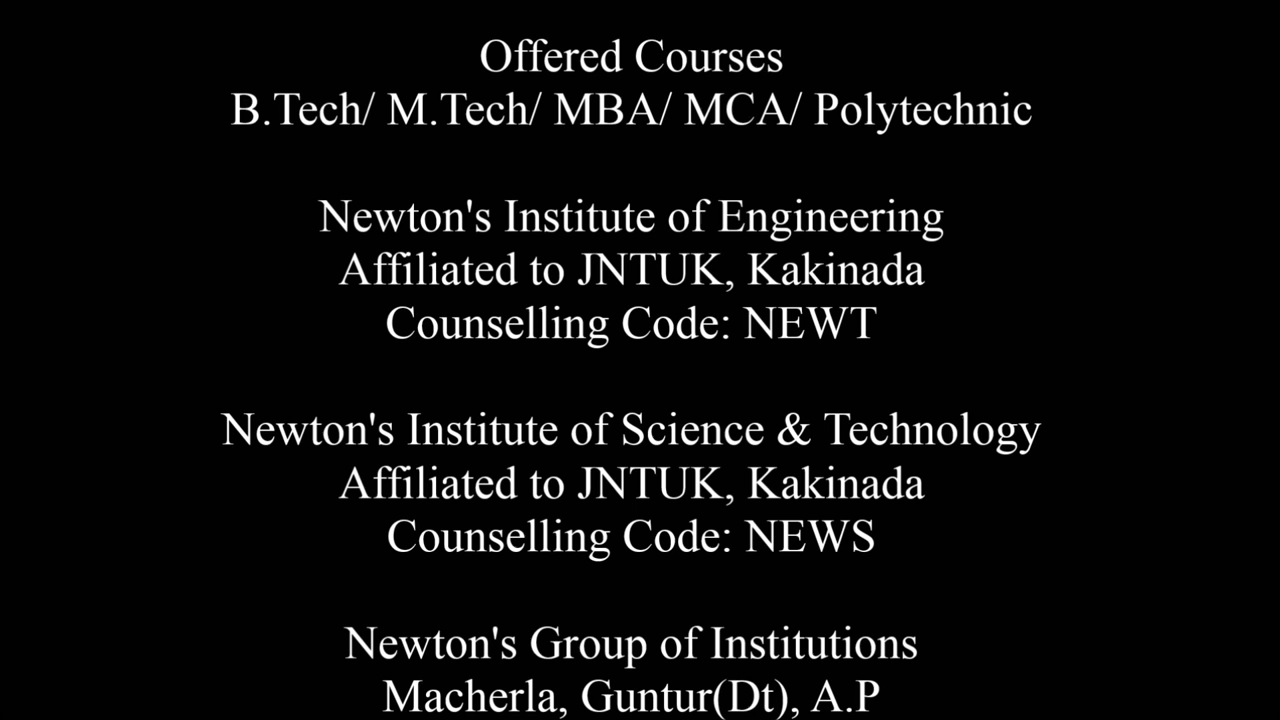 Offered Courses
B.Tech/ M.Tech/ MBA/ MCA/ Polytechnic
Newton's Institute of Engineering
Affiliated to JNTUK, Kakinada
Counselling Code: NEWT
Newton's Institute of Science & Technology
Affiliated to JNTUK, Kakinada
Counselling Code: NEWS
Newton's Group of Institutions
Macherla, Guntur(Dt), A.P